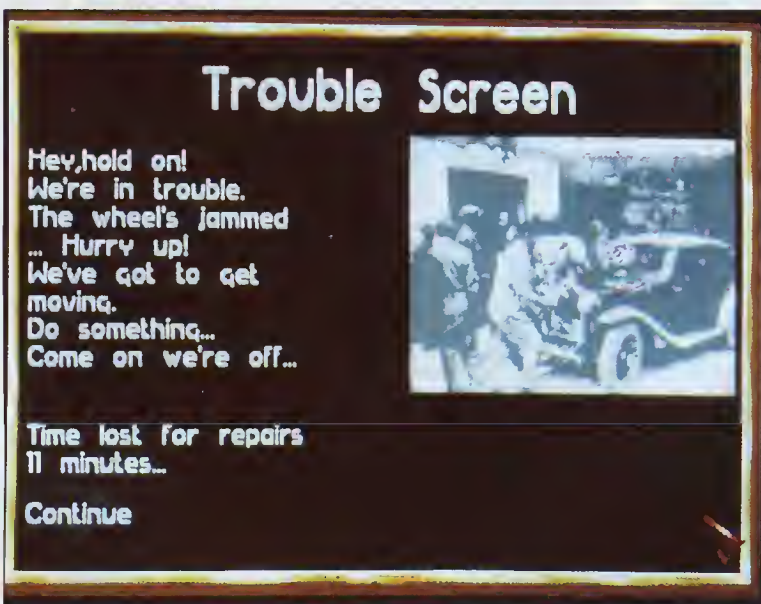 Trouble Screen
Hey,hold on!
We're in trouble.
The wheel's jammed
... Hurry up!
We've got to get
moving.
Do something...
Come on we're off...
Time lost for repairs
11 minutes...
Continue